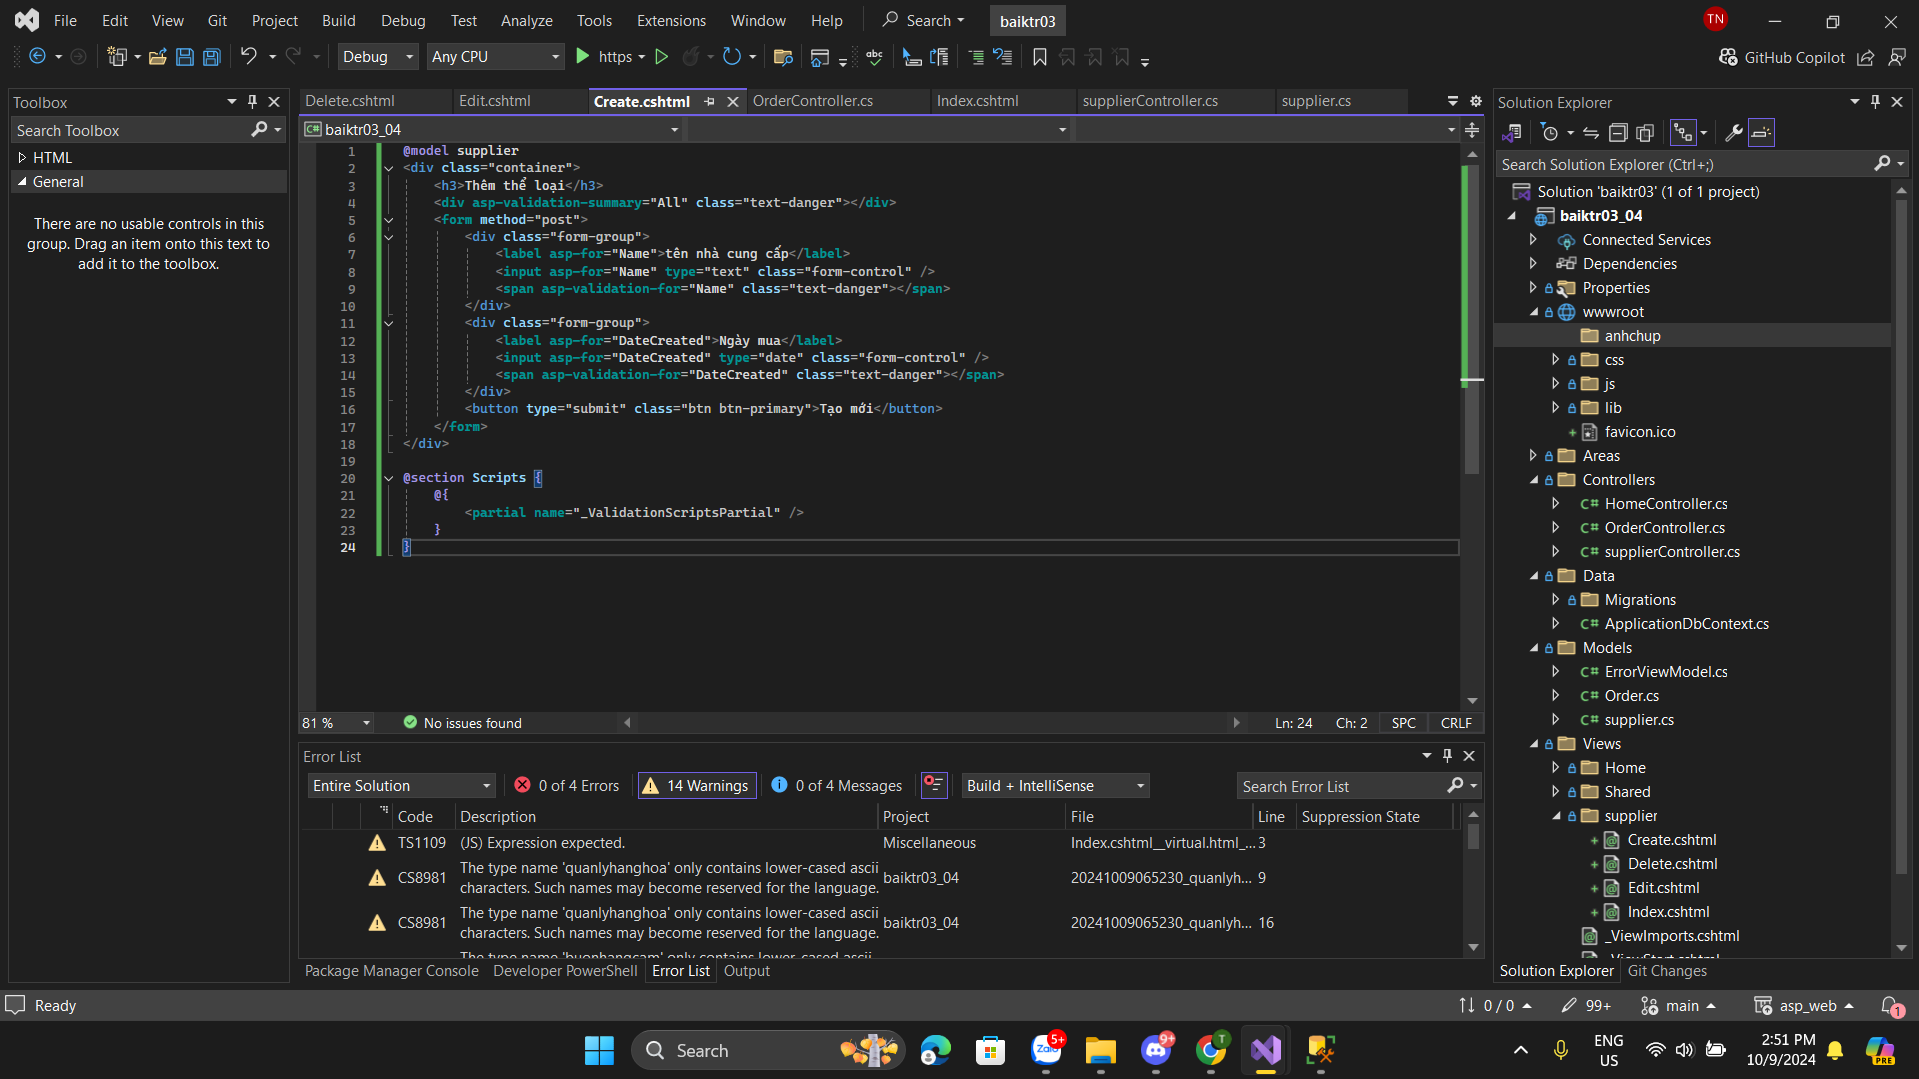 File Edit View Git Project Build Debug Test Analyze Tools Extensions Window Help Search baiktr03 TN
Debug Any CPU https abc GitHub Copilot
Toolbox
Search Toolbox
HTML
General
There are no usable controls in this
group. Drag an item onto this text to
add it to the toolbox.
Delete.cshtml Edit.cshtml Create.cshtml OrderController.cs Index.cshtml supplierController.cs supplier.cs
C# baiktr03_04
1 @model supplier
2 <div class="container">
3 <h3>Thêm thể loại</h3>
4 <div asp-validation-summary="All" class="text-danger"></div>
5 <form method="post">
6 <div class="form-group">
7 <label asp-for="Name">tên nhà cung cấp</label>
8 <input asp-for="Name" type="text" class="form-control" />
9 <span asp-validation-for="Name" class="text-danger"></span>
10 </div>
11 <div class="form-group">
12 <label asp-for="DateCreated">Ngày mua</label>
13 <input asp-for="DateCreated" type="date" class="form-control" />
14 <span asp-validation-for="DateCreated" class="text-danger"></span>
15 </div>
16 <button type="submit" class="btn btn-primary">Tạo mới</button>
17 </form>
18 </div>
19
20 @section Scripts {
21 @{
22 <partial name="_ValidationScriptsPartial" />
23 }
24 }
81 % No issues found Ln: 24 Ch: 2 SPC CRLF
Error List
Entire Solution 0 of 4 Errors 14 Warnings 0 of 4 Messages Build + IntelliSense Search Error List
Code Description Project File Line Suppression State
TS1109 (JS) Expression expected. Miscellaneous Index.cshtml__virtual.html_... 3
CS8981 The type name 'quanlyhanghoa' only contains lower-cased ascii characters. Such names may become reserved for the language. baiktr03_04 20241009065230_quanlyh... 9
CS8981 The type name 'quanlyhanghoa' only contains lower-cased ascii characters. Such names may become reserved for the language. baiktr03_04 20241009065230_quanlyh... 16
The type name 'buonhangcam' only contains lower-cased ascii
Package Manager Console Developer PowerShell Error List Output
Solution Explorer
Search Solution Explorer (Ctrl+;)
Solution 'baiktr03' (1 of 1 project)
baiktr03_04
Connected Services
Dependencies
Properties
wwwroot
anhchup
css
js
lib
favicon.ico
Areas
Controllers
C# HomeController.cs
C# OrderController.cs
C# supplierController.cs
Data
Migrations
C# ApplicationDbContext.cs
Models
C# ErrorViewModel.cs
C# Order.cs
C# supplier.cs
Views
Home
Shared
supplier
Create.cshtml
Delete.cshtml
Edit.cshtml
Index.cshtml
_ViewImports.cshtml
_ViewStart.cshtml
Solution Explorer Git Changes
Ready 0 / 0 99+ main asp_web 1
Search Zalo 5+ 9+ T ENG
US 2:51 PM
10/9/2024 PRE